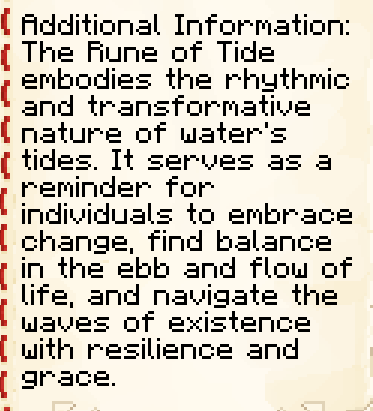 Additional Information:
The Rune of Tide
embodies the rhythmic
and transformative
nature of water's
tides. It serves as a
reminder for
individuals to embrace
change, find balance
in the ebb and flow of
life, and navigate the
waves of existence
with resilience and
grace.